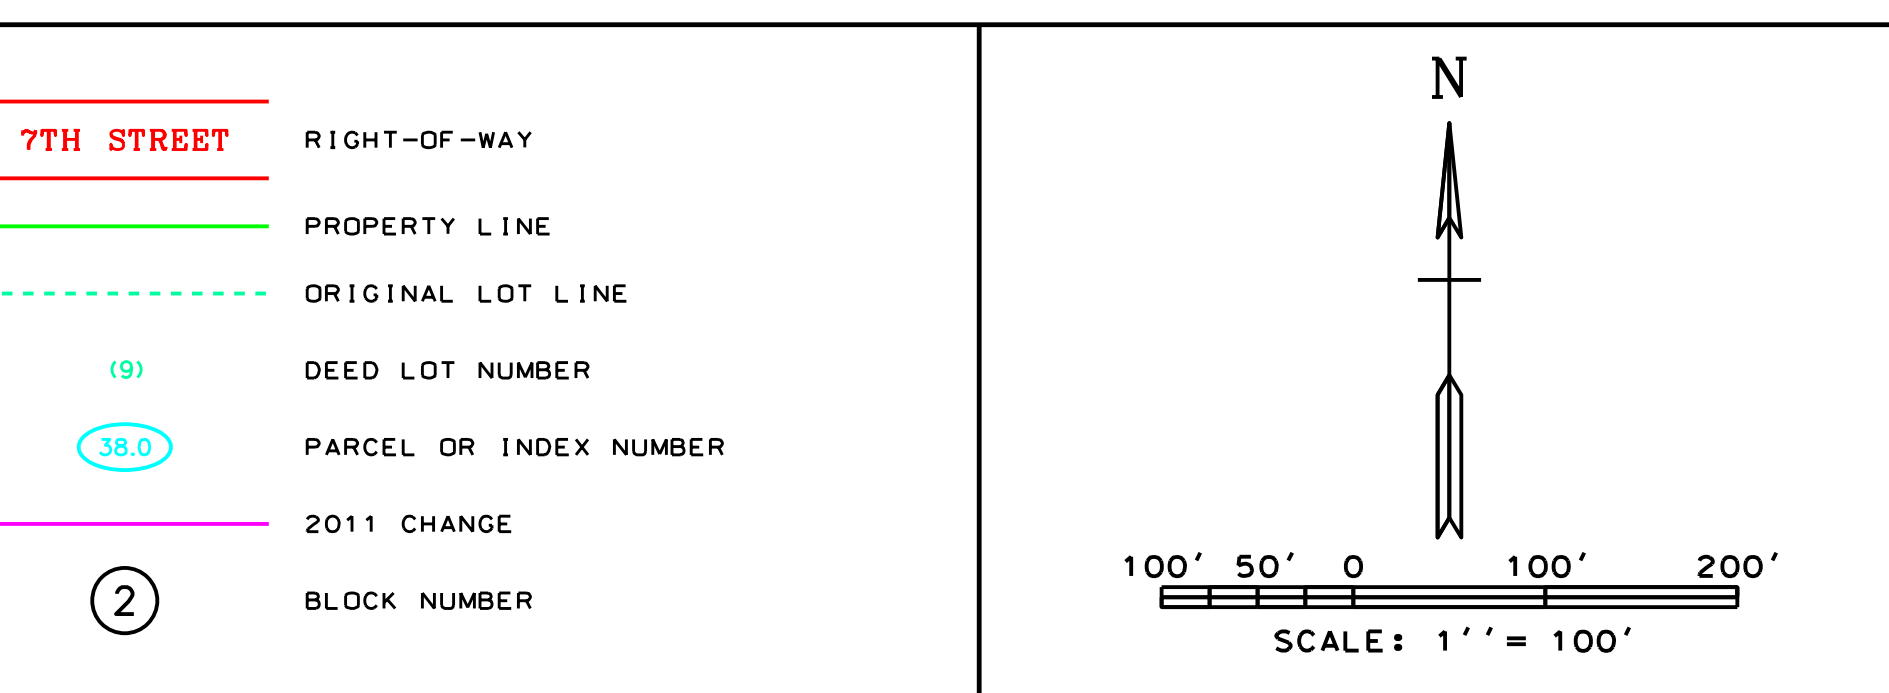 7TH STREET RIGHT-OF-WAY
PROPERTY LINE
ORIGINAL LOT LINE
(9) DEED LOT NUMBER
38.0 PARCEL OR INDEX NUMBER
2011 CHANGE
2 BLOCK NUMBER
N
100' 50' 0 100' 200'
SCALE: 1''= 100'